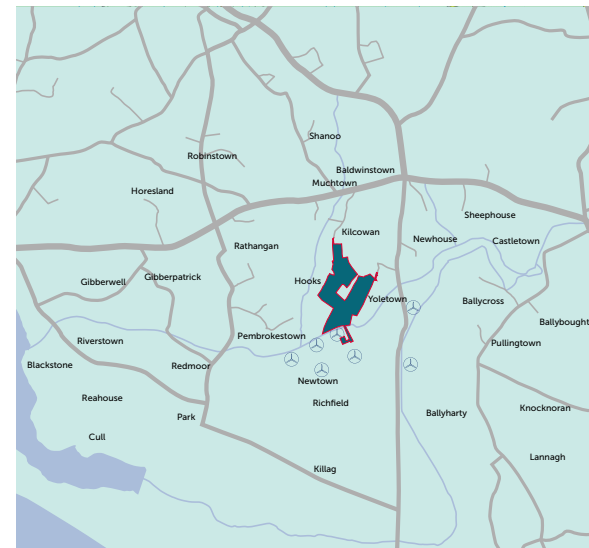 Shanoo
Robinstown
Baldwinstown
Muchtown
Horesland
Sheephouse
Kilcowan
Newhouse
Castletown
Rathangan
Gibberwell
Gibberpatrick
Hooks
Yoletown
Ballycross
Ballybought
Riverstown
Pembrokestown
Pullingtown
Blackstone
Redmoor
Newtown
Reahouse
Richfield
Park
Ballyharty
Knocknoran
Cull
Lannagh
Killag